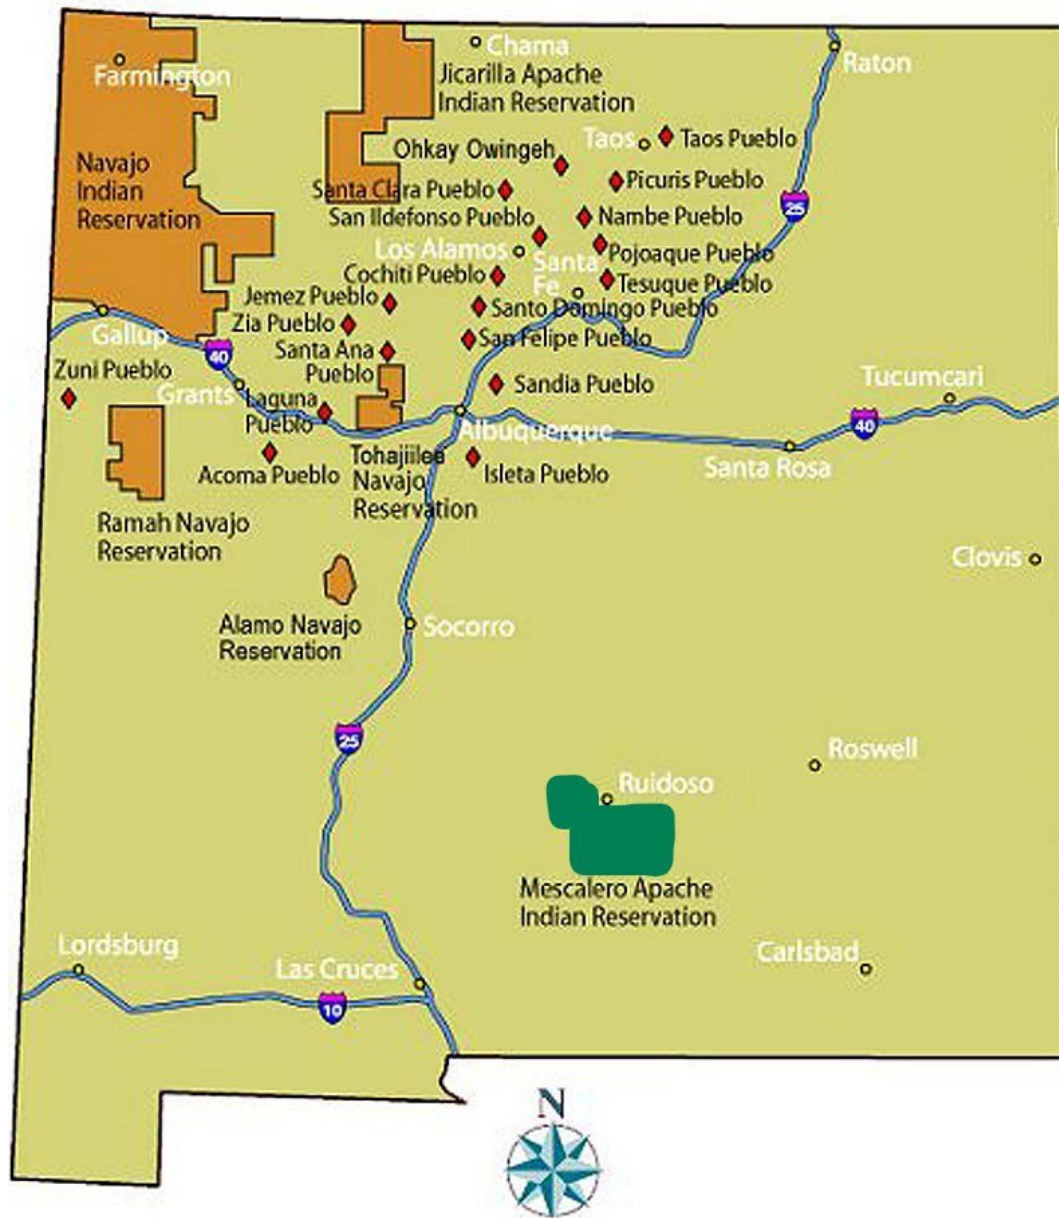 Chama
Raton
Farmington
Jicarilla Apache
Indian Reservation
Taos
Taos Pueblo
Ohkay Owingeh
Navajo
Indian
Reservation
Picuris Pueblo
Santa Clara Pueblo
25
San Ildefonso Pueblo
Nambe Pueblo
Los Alamos
Pojoaque Pueblo
Santa
Fe
Cochiti Pueblo
Tesuque Pueblo
Jemez Pueblo
Santo Domingo Pueblo
Zia Pueblo
Gallup
San Felipe Pueblo
40
Santa Ana
Pueblo
Zuni Pueblo
Sandia Pueblo
Tucumcari
Grants
Laguna
Pueblo
40
Albuquerque
Tohajiilee
Navajo
Reservation
Santa Rosa
Acoma Pueblo
Isleta Pueblo
Ramah Navajo
Reservation
Clovis
Alamo Navajo
Reservation
Socorro
25
Roswell
Ruidoso
Mescalero Apache
Indian Reservation
Lordsburg
Las Cruces
Carlsbad
10
N